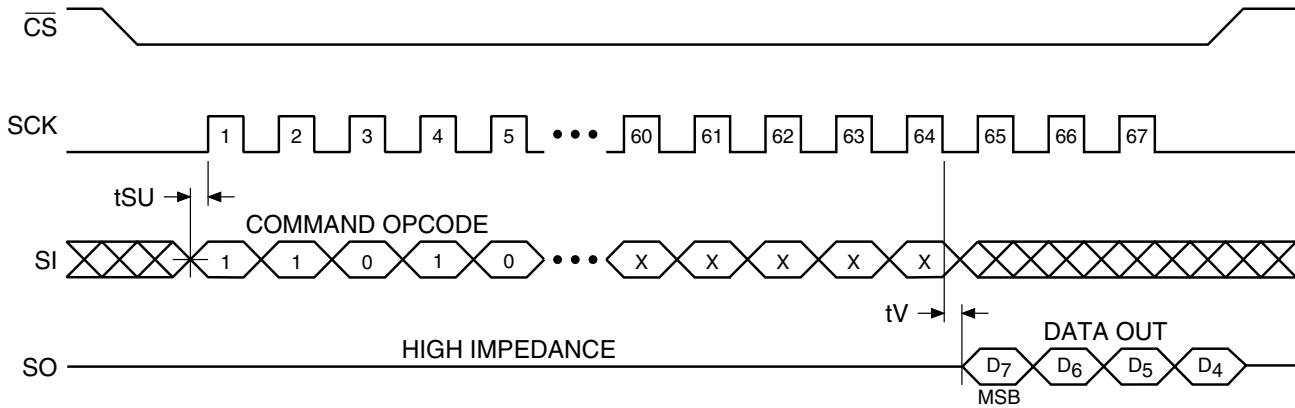 CS
SCK 1 2 3 4 5 ••• 60 61 62 63 64 65 66 67
tSU
COMMAND OPCODE
SI 1 1 0 1 0 ••• X X X X X
tV
HIGH IMPEDANCE DATA OUT
SO D7 D6 D5 D4
MSB